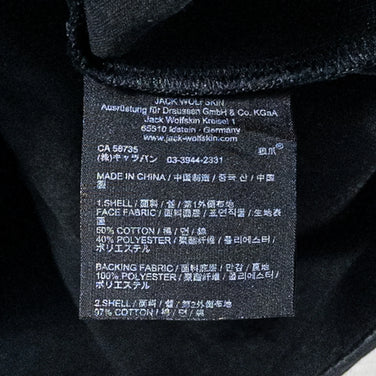 JACK WOLFSKIN
Ausrüstung für Draussen GmbH & Co. KGaA
Jack Wolfskin Kreisel 1
65510 Idstein - Germany
www.jack-wolfskin.com
CA 56735
(株)キャラバン 03-3944-2331 狼爪®
MADE IN CHINA / 中国制造 / 중국 산 / 中国
製
1.SHELL / 面料 / 겉 / 第1外側布地
FACE FABRIC / 面料面层 / 표면직물 / 生地表
側
60% COTTON / 棉 / 면 / 綿
40% POLYESTER / 聚酯纤维 / 폴리에스터 /
ポリエステル
BACKING FABRIC / 面料底层 / 안감 / 裏地
100% POLYESTER / 聚酯纤维 / 폴리에스터 /
ポリエステル
2.SHELL / 面料 / 겉 / 第2外側布地
97% COTTON / 棉 / 면 / 綿